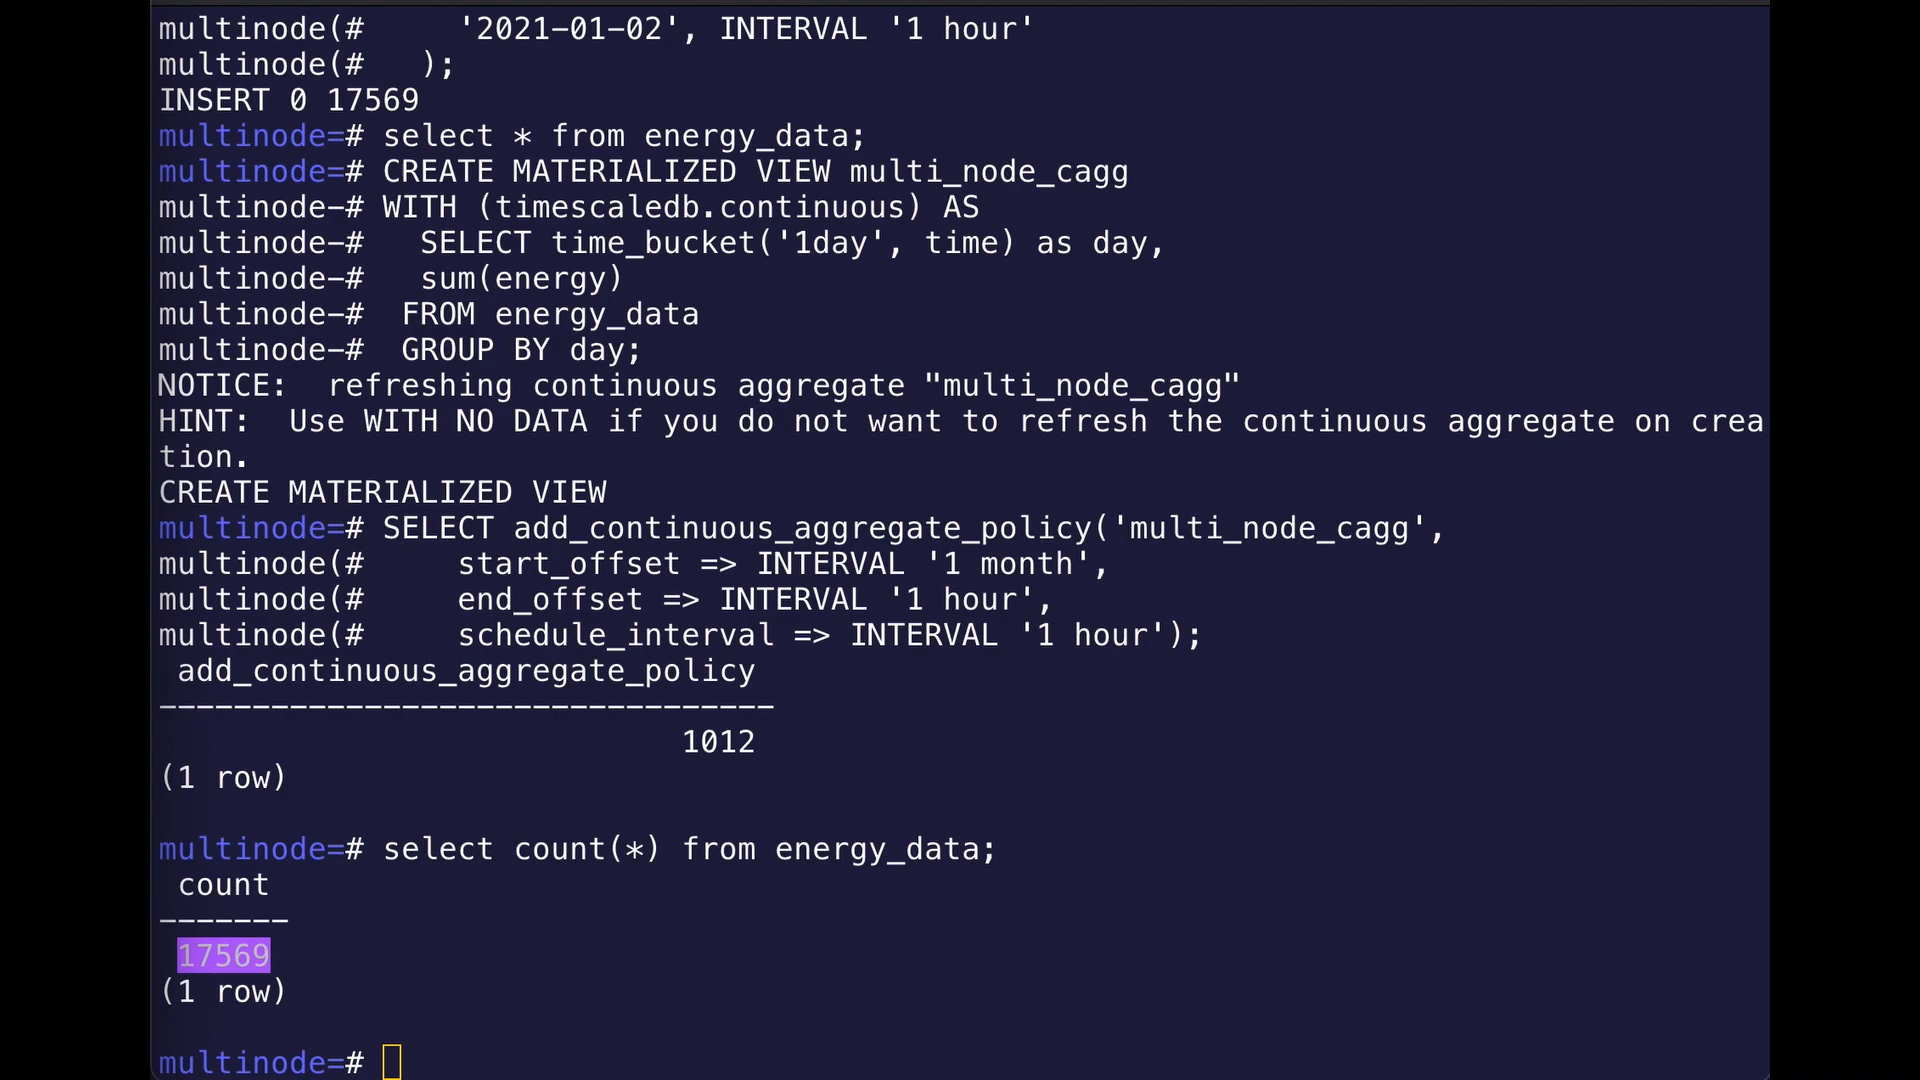 multinode(#     '2021-01-02', INTERVAL '1 hour'
multinode(#   );
INSERT 0 17569
multinode=# select * from energy_data;
multinode=# CREATE MATERIALIZED VIEW multi_node_cagg
multinode-# WITH (timescaledb.continuous) AS
multinode-#   SELECT time_bucket('1day', time) as day,
multinode-#   sum(energy)
multinode-#  FROM energy_data
multinode-#  GROUP BY day;
NOTICE:  refreshing continuous aggregate "multi_node_cagg"
HINT:  Use WITH NO DATA if you do not want to refresh the continuous aggregate on crea
tion.
CREATE MATERIALIZED VIEW
multinode=# SELECT add_continuous_aggregate_policy('multi_node_cagg',
multinode(#     start_offset => INTERVAL '1 month',
multinode(#     end_offset => INTERVAL '1 hour',
multinode(#     schedule_interval => INTERVAL '1 hour');
 add_continuous_aggregate_policy
---------------------------------
                            1012
(1 row)

multinode=# select count(*) from energy_data;
 count
-------
 17569
(1 row)

multinode=#